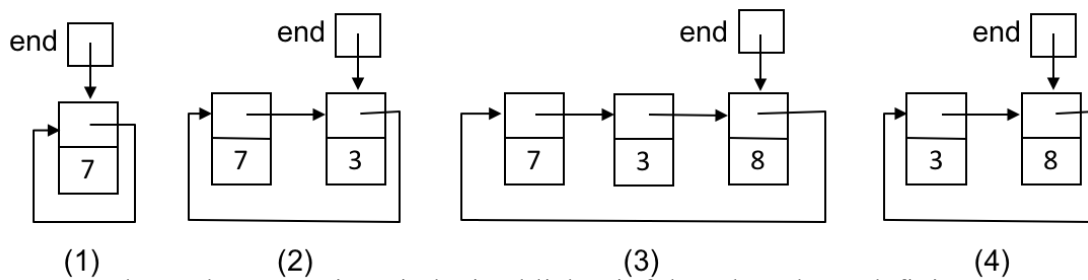 end end end end
7 7 3 7 3 8 3 8
(1) (2) (3) (4)